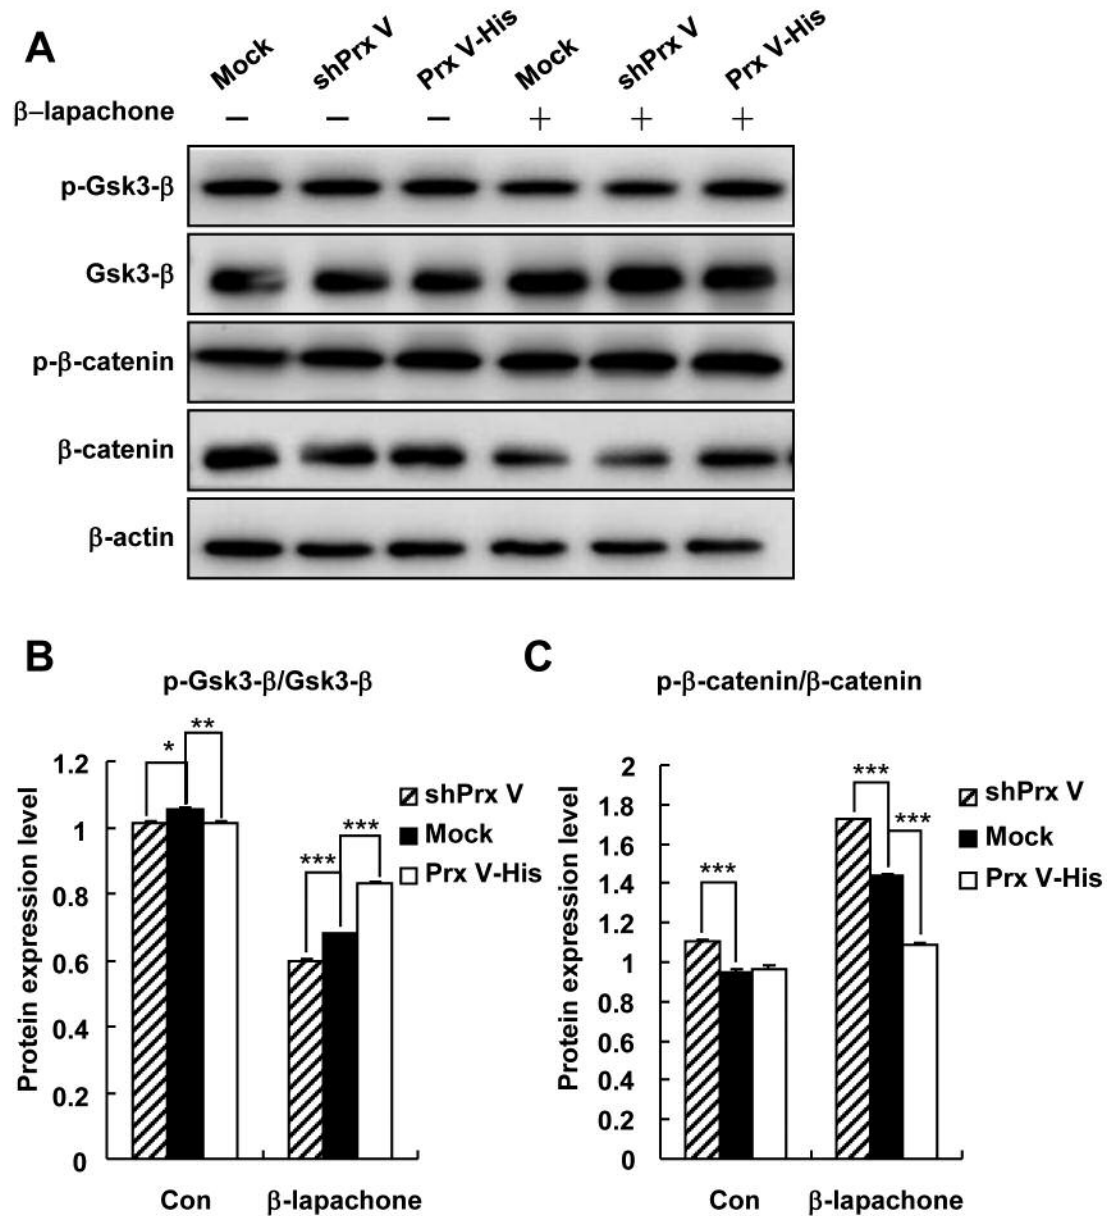 A
Mock shPrx V Prx V-His Mock shPrx V Prx V-His
β–lapachone − − − + + +
p-Gsk3-β
Gsk3-β
p-β-catenin
β-catenin
β-actin
B
p-Gsk3-β/Gsk3-β
Protein expression level
1.2
1
0.8
0.6
0.4
0.2
0
*
**
***
***
shPrx V
Mock
Prx V-His
Con β-lapachone
C
p-β-catenin/β-catenin
Protein expression level
2
1.8
1.6
1.4
1.2
1
0.8
0.6
0.4
0.2
0
***
***
***
shPrx V
Mock
Prx V-His
Con β-lapachone